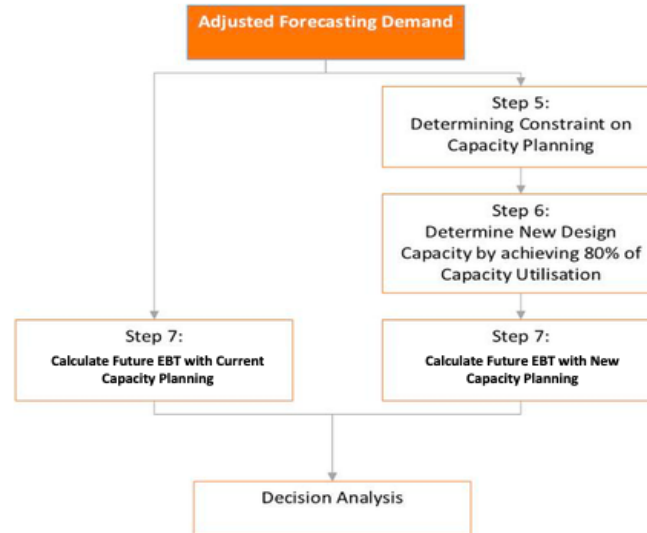 Adjusted Forecasting Demand
Step 5:
Determining Constraint on
Capacity Planning
Step 6:
Determine New Design
Capacity by achieving 80% of
Capacity Utilisation
Step 7:
Calculate Future EBT with Current
Capacity Planning
Step 7:
Calculate Future EBT with New
Capacity Planning
Decision Analysis